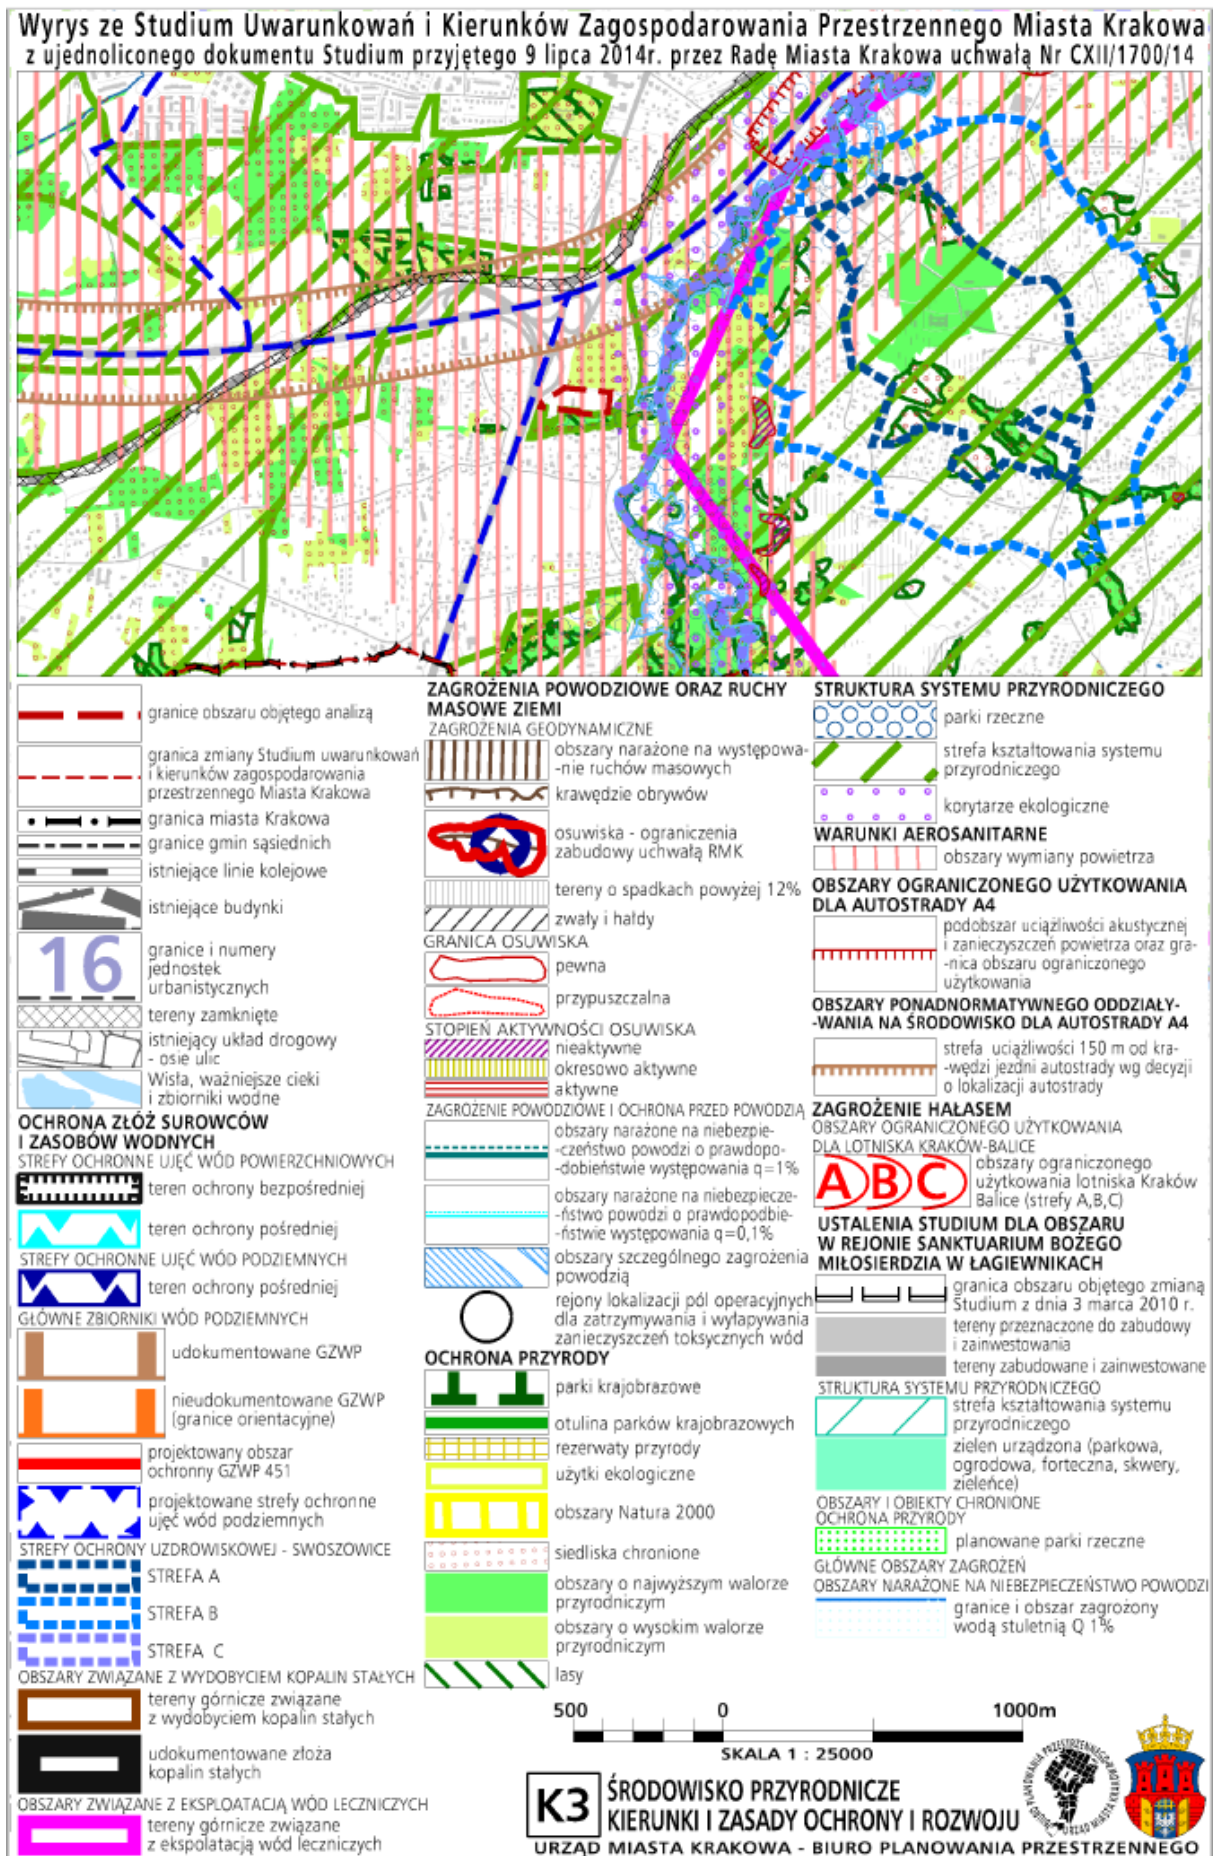 Wyrys ze Studium Uwarunkowań i Kierunków Zagospodarowania Przestrzennego Miasta Krakowa
z ujednoliconego dokumentu Studium przyjętego 9 lipca 2014r. przez Radę Miasta Krakowa uchwałą Nr CXII/1700/14
granice obszaru objętego analizą
granica zmiany Studium uwarunkowań
i kierunków zagospodarowania
przestrzennego Miasta Krakowa
granica miasta Krakowa
granice gmin sąsiednich
istniejące linie kolejowe
istniejące budynki
16
granice i numery
jednostek
urbanistycznych
tereny zamknięte
istniejący układ drogowy
- osie ulic
Wisła, ważniejsze cieki
i zbiorniki wodne
OCHRONA ZŁÓŻ SUROWCÓW
I ZASOBÓW WODNYCH
STREFY OCHRONNE UJĘĆ WÓD POWIERZCHNIOWYCH
teren ochrony bezpośredniej
teren ochrony pośredniej
STREFY OCHRONNE UJĘĆ WÓD PODZIEMNYCH
teren ochrony pośredniej
GŁÓWNE ZBIORNIKI WÓD PODZIEMNYCH
udokumentowane GZWP
nieudokumentowane GZWP
(granice orientacyjne)
projektowany obszar
ochronny GZWP 451
projektowane strefy ochronne
ujęć wód podziemnych
STREFY OCHRONY UZDROWISKOWEJ - SWOSZOWICE
STREFA A
STREFA B
STREFA C
OBSZARY ZWIĄZANE Z WYDOBYCIEM KOPALIN STAŁYCH
tereny górnicze związane
z wydobyciem kopalin stałych
udokumentowane złoża
kopalin stałych
OBSZARY ZWIĄZANE Z EKSPLOATACJĄ WÓD LECZNICZYCH
tereny górnicze związane
z ekspolatacją wód leczniczych
ZAGROŻENIA POWODZIOWE ORAZ RUCHY
MASOWE ZIEMI
ZAGROŻENIA GEODYNAMICZNE
obszary narażone na występowa-
-nie ruchów masowych
krawędzie obrywów
osuwiska - ograniczenia
zabudowy uchwałą RMK
tereny o spadkach powyżej 12%
zwały i hałdy
GRANICA OSUWISKA
pewna
przypuszczalna
STOPIEŃ AKTYWNOŚCI OSUWISKA
nieaktywne
okresowo aktywne
aktywne
ZAGROŻENIE POWODZIOWE I OCHRONA PRZED POWODZIĄ
obszary narażone na niebezpie-
-czeństwo powodzi o prawdopo-
-dobieństwie występowania q=1%
obszary narażone na niebezpiecze-
-ństwo powodzi o prawdopodbie-
-ństwie występowania q=0,1%
obszary szczególnego zagrożenia
powodzią
rejony lokalizacji pól operacyjnych
dla zatrzymywania i wyłapywania
zanieczyszczeń toksycznych wód
OCHRONA PRZYRODY
parki krajobrazowe
otulina parków krajobrazowych
rezerwaty przyrody
użytki ekologiczne
obszary Natura 2000
siedliska chronione
obszary o najwyższym walorze
przyrodniczym
obszary o wysokim walorze
przyrodniczym
lasy
STRUKTURA SYSTEMU PRZYRODNICZEGO
parki rzeczne
strefa kształtowania systemu
przyrodniczego
korytarze ekologiczne
WARUNKI AEROSANITARNE
obszary wymiany powietrza
OBSZARY OGRANICZONEGO UŻYTKOWANIA
DLA AUTOSTRADY A4
podobszar uciążliwości akustycznej
i zanieczyszczeń powietrza oraz gra-
-nica obszaru ograniczonego
użytkowania
OBSZARY PONADNORMATYWNEGO ODDZIAŁY-
-WANIA NA ŚRODOWISKO DLA AUTOSTRADY A4
strefa uciążliwości 150 m od kra-
-wędzi jezdni autostrady wg decyzji
o lokalizacji autostrady
ZAGROŻENIE HAŁASEM
OBSZARY OGRANICZONEGO UŻYTKOWANIA
DLA LOTNISKA KRAKÓW-BALICE
A B C
obszary ograniczonego
użytkowania lotniska Kraków
Balice (strefy A,B,C)
USTALENIA STUDIUM DLA OBSZARU
W REJONIE SANKTUARIUM BOŻEGO
MIŁOSIERDZIA W ŁAGIEWNIKACH
granica obszaru objętego zmianą
Studium z dnia 3 marca 2010 r.
tereny przeznaczone do zabudowy
i zainwestowania
tereny zabudowane i zainwestowane
STRUKTURA SYSTEMU PRZYRODNICZEGO
strefa kształtowania systemu
przyrodniczego
zielen urządzona (parkowa,
ogrodowa, forteczna, skwery,
zieleńce)
OBSZARY I OBIEKTY CHRONIONE
OCHRONA PRZYRODY
planowane parki rzeczne
GŁÓWNE OBSZARY ZAGROŻEŃ
OBSZARY NARAŻONE NA NIEBEZPIECZEŃSTWO POWODZI
granice i obszar zagrożony
wodą stuletnią Q 1%
500 0 1000m
SKALA 1 : 25000
K3
ŚRODOWISKO PRZYRODNICZE
KIERUNKI I ZASADY OCHRONY I ROZWOJU
URZĄD MIASTA KRAKOWA - BIURO PLANOWANIA PRZESTRZENNEGO